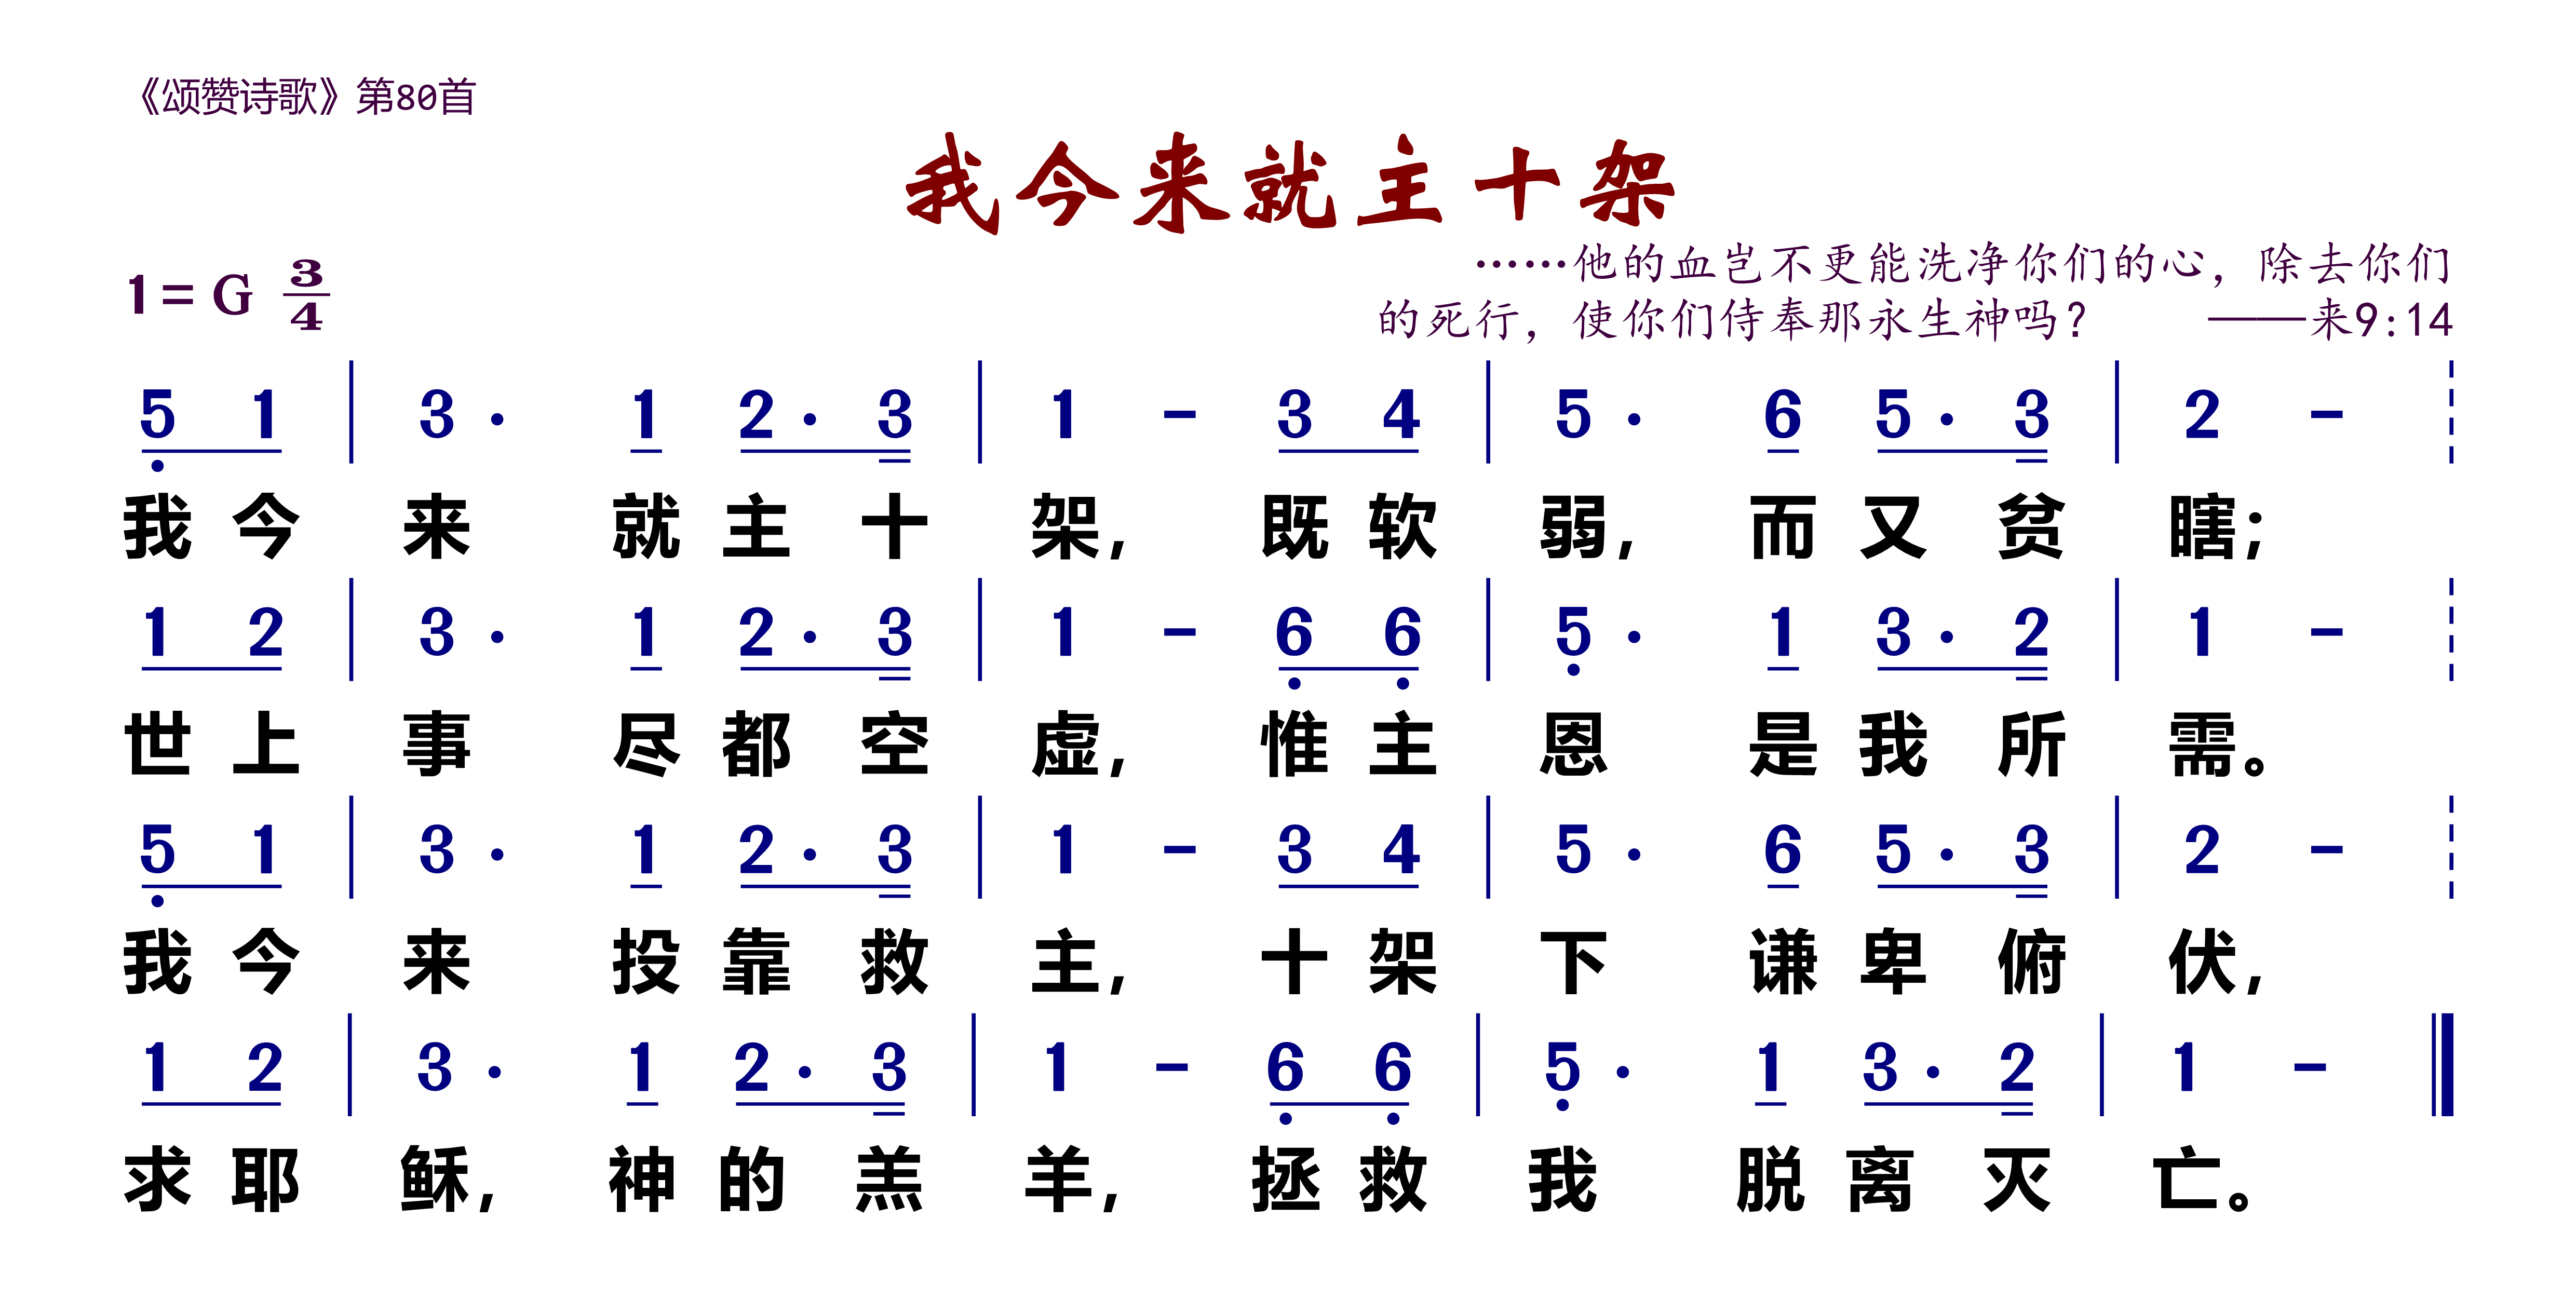 《颂赞诗歌》第80首
我今来就主十架
……他的血岂不更能洗净你们的心，除去你们
1= G 3/4
的死行，使你们侍奉那永生神吗？ ——来9:14
5 1 | 3 · 1 2 · 3 | 1 - 3 4 | 5 · 6 5 · 3 | 2 -
我今来就主十架，既软弱，而又贫瞎；
1 2 | 3 · 1 2 · 3 | 1 - 6 6 | 5 · 1 3 · 2 | 1 -
世上事尽都空虚，惟主恩是我所需。
5 1 | 3 · 1 2 · 3 | 1 - 3 4 | 5 · 6 5 · 3 | 2 -
我今来投靠救主，十架下谦卑俯伏，
1 2 | 3 · 1 2 · 3 | 1 - 6 6 | 5 · 1 3 · 2 | 1 -
求耶稣，神的羔羊，拯救我脱离灭亡。